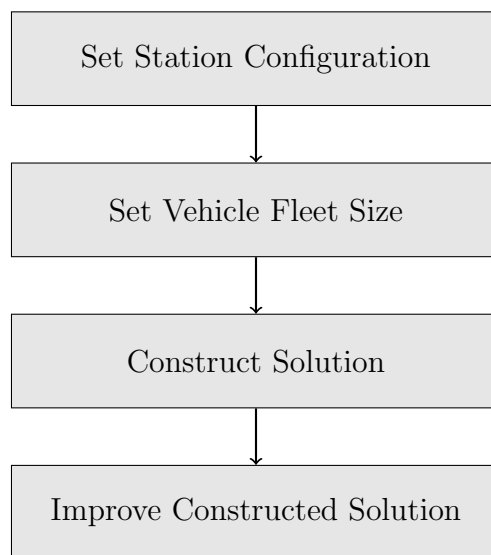 Set Station Configuration
Set Vehicle Fleet Size
Construct Solution
Improve Constructed Solution